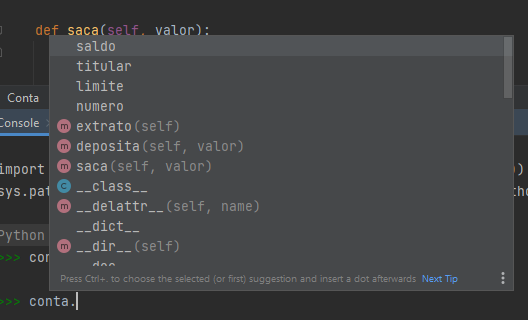 def saca(self, valor):
saldo
titular
limite
numero
Conta
extrato(self)
Console
deposita(self, valor)
saca(self, valor)
import
__class__
sys.pat
__delattr__(self, name)
__dict__
Python
__dir__(self)
>>> con
Press Ctrl+. to choose the selected (or first) suggestion and insert a dot afterwards Next Tip
>>> conta.